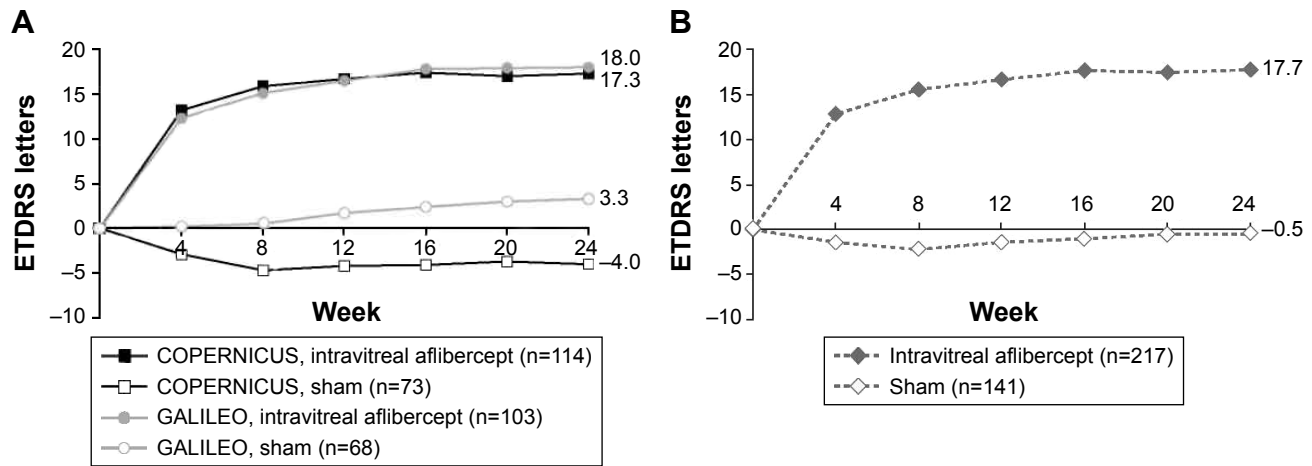 A
ETDRS letters
20
15
10
5
0
–5
–10
4 8 12 16 20 24
18.0
17.3
3.3
–4.0
Week
COPERNICUS, intravitreal aflibercept (n=114)
COPERNICUS, sham (n=73)
GALILEO, intravitreal aflibercept (n=103)
GALILEO, sham (n=68)
B
ETDRS letters
20
15
10
5
0
–5
–10
4 8 12 16 20 24
17.7
–0.5
Week
Intravitreal aflibercept (n=217)
Sham (n=141)